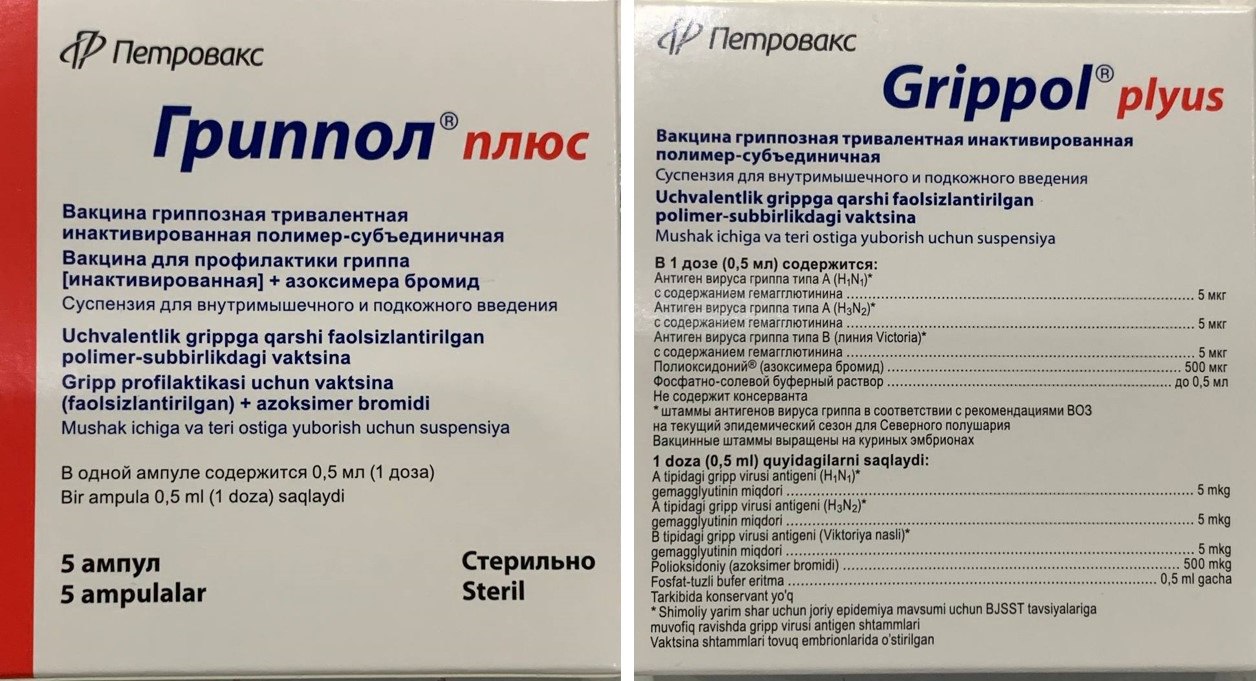 Петровакс
Гриппол® плюс
Вакцина гриппозная тривалентная
инактивированная полимер-субъединичная
Вакцина для профилактики гриппа
[инактивированная] + азоксимера бромид
Суспензия для внутримышечного и подкожного введения
Uchvalentlik grippga qarshi faolsizlantirilgan
polimer-subbirlikdagi vaktsina
Gripp profilaktikasi uchun vaktsina
(faolsizlantirilgan) + azoksimer bromidi
Mushak ichiga va teri ostiga yuborish uchun suspensiya
В одной ампуле содержится 0,5 мл (1 доза)
Bir ampula 0,5 ml (1 doza) saqlaydi
5 ампул
5 ampulalar
Стерильно
Steril
Петровакс
Grippol® plyus
Вакцина гриппозная тривалентная инактивированная
полимер-субъединичная
Суспензия для внутримышечного и подкожного введения
Uchvalentlik grippga qarshi faolsizlantirilgan
polimer-subbirlikdagi vaktsina
Mushak ichiga va teri ostiga yuborish uchun suspensiya
В 1 дозе (0,5 мл) содержится:
Антиген вируса гриппа типа А (H₁N₁)*
с содержанием гемагглютинина ..... 5 мкг
Антиген вируса гриппа типа А (H₃N₂)*
с содержанием гемагглютинина ..... 5 мкг
Антиген вируса гриппа типа В (линия Victoria)*
с содержанием гемагглютинина ..... 5 мкг
Полиоксидоний® (азоксимера бромид) ..... 500 мкг
Фосфатно-солевой буферный раствор ..... до 0,5 мл
Не содержит консерванта
* штаммы антигенов вируса гриппа в соответствии с рекомендациями ВОЗ
на текущий эпидемический сезон для Северного полушария
Вакцинные штаммы выращены на куриных эмбрионах
1 doza (0,5 ml) quyidagilarni saqlaydi:
A tipidagi gripp virusi antigeni (H₁N₁)*
gemagglyutinin miqdori ..... 5 mkg
A tipidagi gripp virusi antigeni (H₃N₂)*
gemagglyutinin miqdori ..... 5 mkg
B tipidagi gripp virusi antigeni (Viktoriya nasli)*
gemagglyutinin miqdori ..... 5 mkg
Polioksidoniy (azoksimer bromidi) ..... 500 mkg
Fosfat-tuzli bufer eritma ..... 0,5 ml gacha
Tarkibida konservant yo'q
* Shimoliy yarim shar uchun joriy epidemiya mavsumi uchun BJSST tavsiyalariga
muvofiq ravishda gripp virusi antigen shtammlari
Vaktsina shtammlari tovuq embrionlarida o'stirilgan